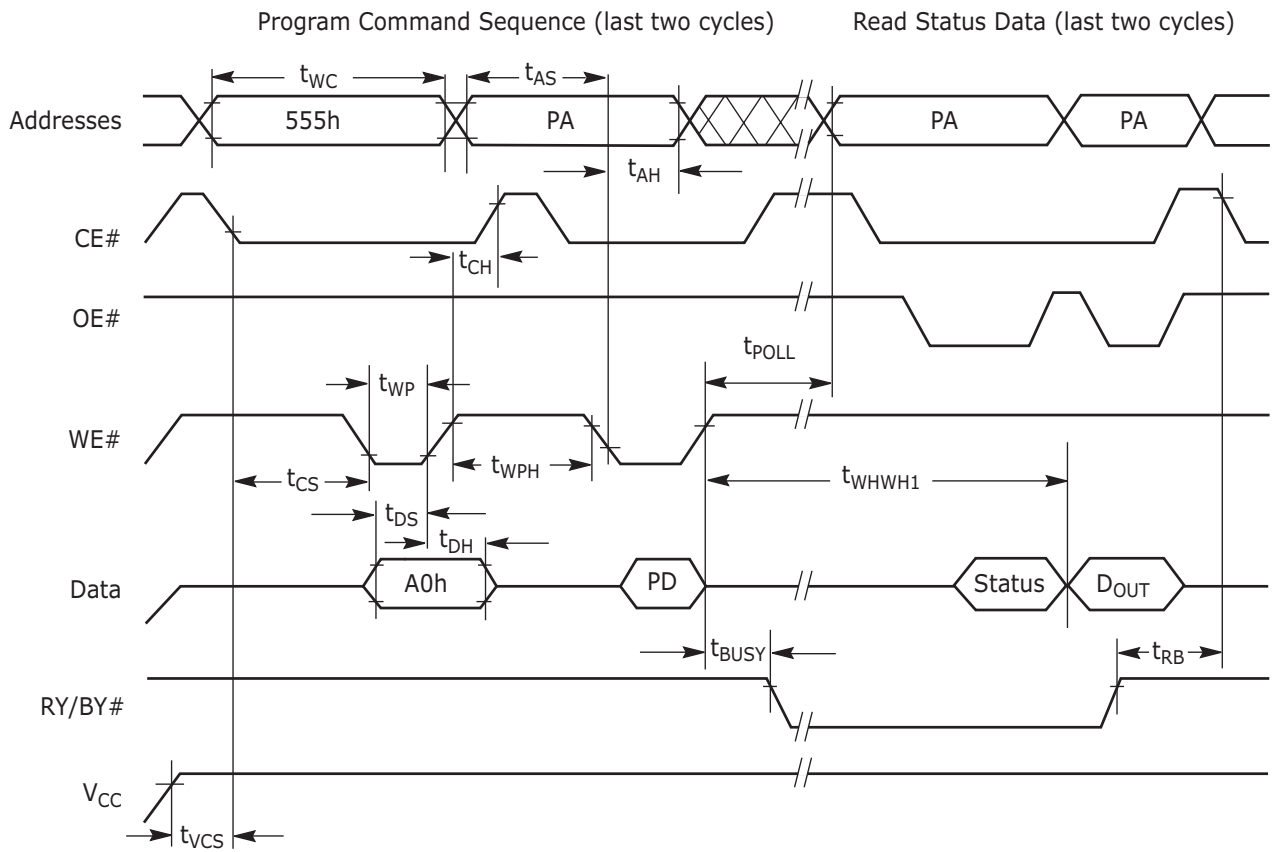 Program Command Sequence (last two cycles)
Read Status Data (last two cycles)
tWC
tAS
Addresses
555h
PA
PA
PA
tAH
CE#
tCH
OE#
tPOLL
tWP
WE#
tCS
tWPH
tWHWH1
tDS
tDH
Data
A0h
PD
Status
DOUT
tBUSY
tRB
RY/BY#
VCC
tVCS